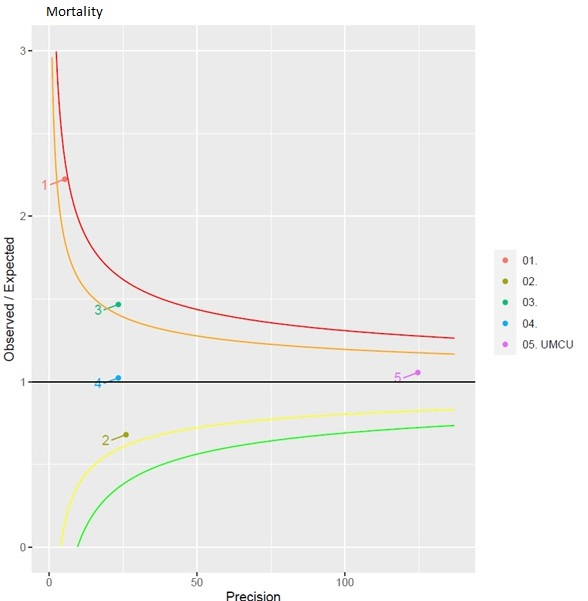 Mortality
3
2
1
0
Observed / Expected
1
3
4
5
2
0 50 100
Precision
01.
02.
03.
04.
05. UMCU